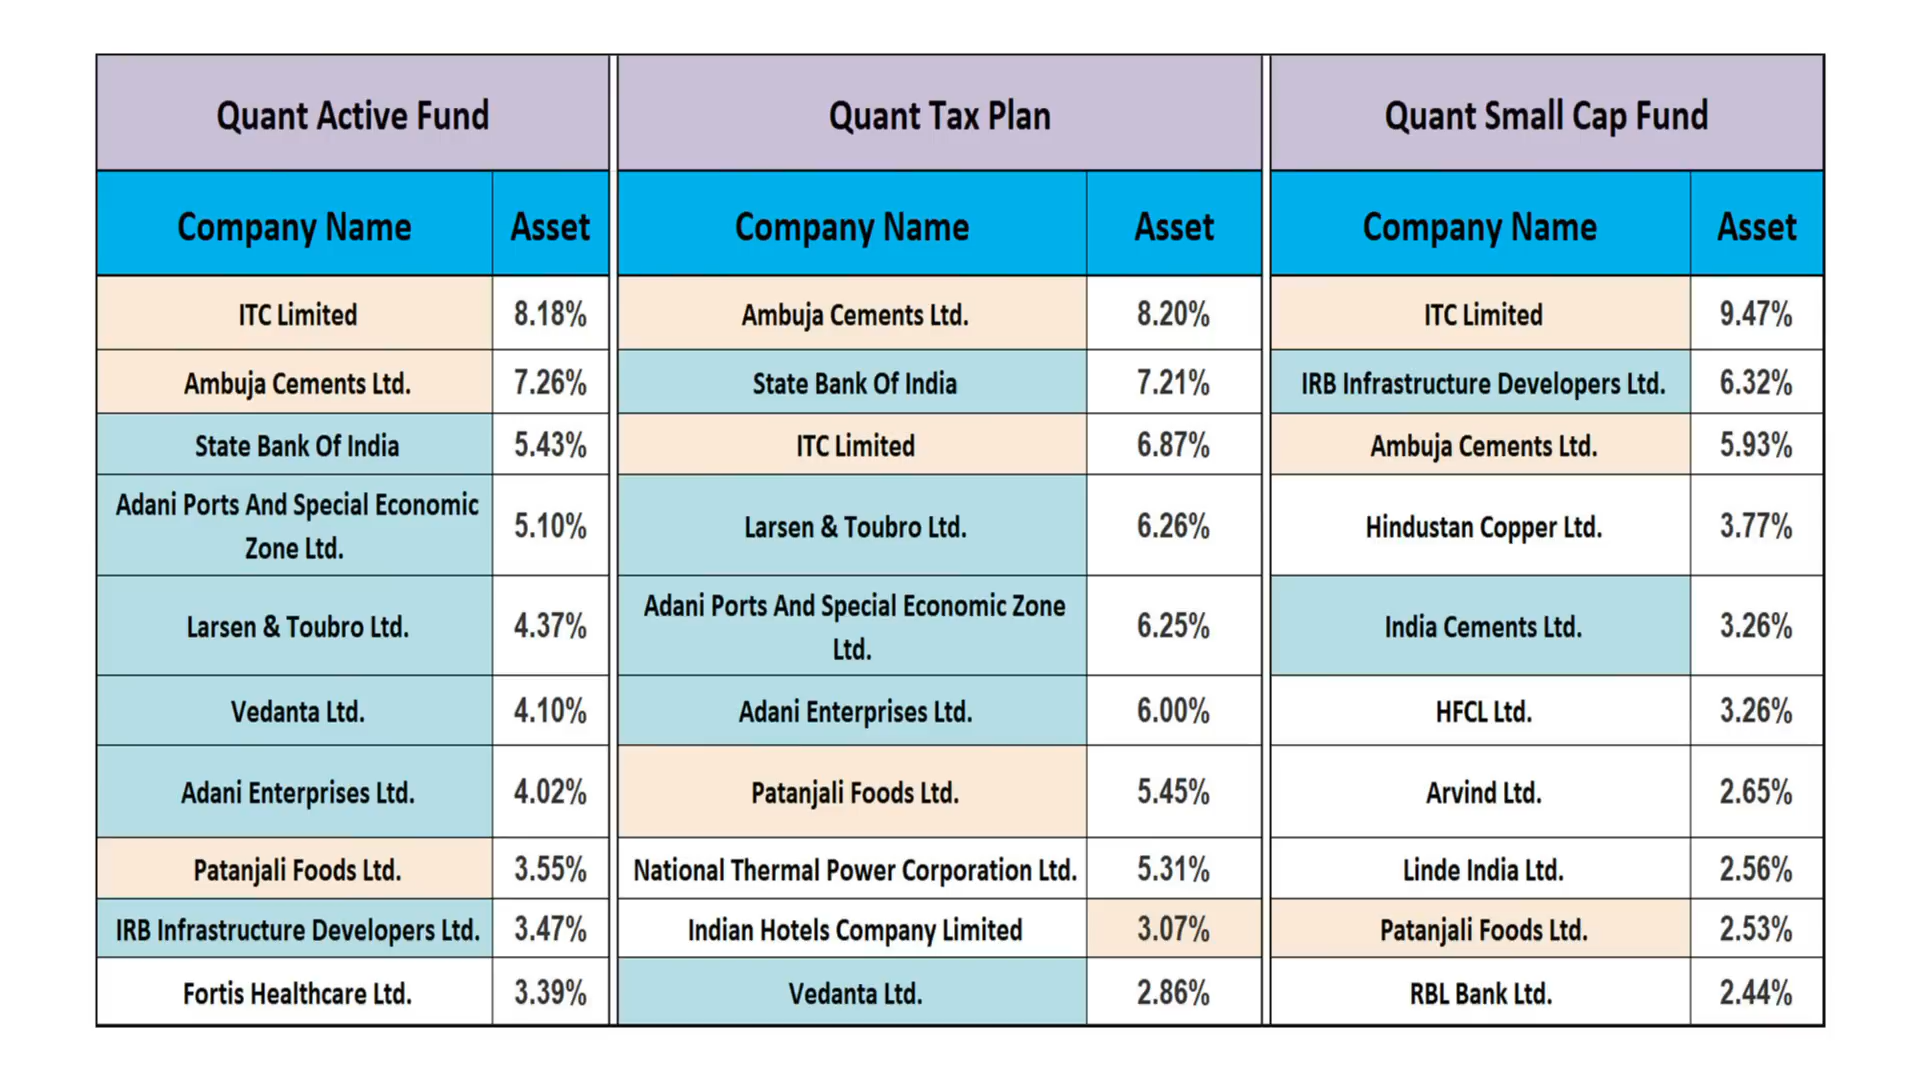 Quant Active Fund Quant Tax Plan Quant Small Cap Fund
Company Name Asset Company Name Asset Company Name Asset
ITC Limited 8.18% Ambuja Cements Ltd. 8.20% ITC Limited 9.47%
Ambuja Cements Ltd. 7.26% State Bank Of India 7.21% IRB Infrastructure Developers Ltd. 6.32%
State Bank Of India 5.43% ITC Limited 6.87% Ambuja Cements Ltd. 5.93%
Adani Ports And Special Economic
Zone Ltd. 5.10% Larsen & Toubro Ltd. 6.26% Hindustan Copper Ltd. 3.77%
Larsen & Toubro Ltd. 4.37% Adani Ports And Special Economic Zone
Ltd. 6.25% India Cements Ltd. 3.26%
Vedanta Ltd. 4.10% Adani Enterprises Ltd. 6.00% HFCL Ltd. 3.26%
Adani Enterprises Ltd. 4.02% Patanjali Foods Ltd. 5.45% Arvind Ltd. 2.65%
Patanjali Foods Ltd. 3.55% National Thermal Power Corporation Ltd. 5.31% Linde India Ltd. 2.56%
IRB Infrastructure Developers Ltd. 3.47% Indian Hotels Company Limited 3.07% Patanjali Foods Ltd. 2.53%
Fortis Healthcare Ltd. 3.39% Vedanta Ltd. 2.86% RBL Bank Ltd. 2.44%